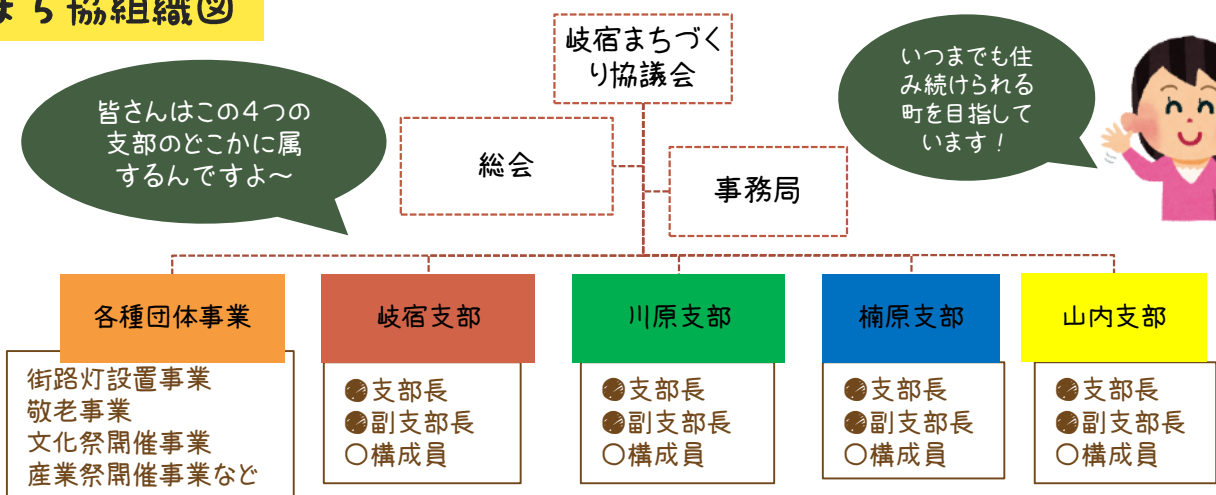 まち協組織図
岐宿まちづく
り協議会
皆さんはこの4つの
支部のどこかに属
するんですよ～
いつまでも住
み続けられる
町を目指して
います！
総会
事務局
各種団体事業
街路灯設置事業
敬老事業
文化祭開催事業
産業祭開催事業など
岐宿支部
●支部長
●副支部長
○構成員
川原支部
●支部長
●副支部長
○構成員
楠原支部
●支部長
●副支部長
○構成員
山内支部
●支部長
●副支部長
○構成員